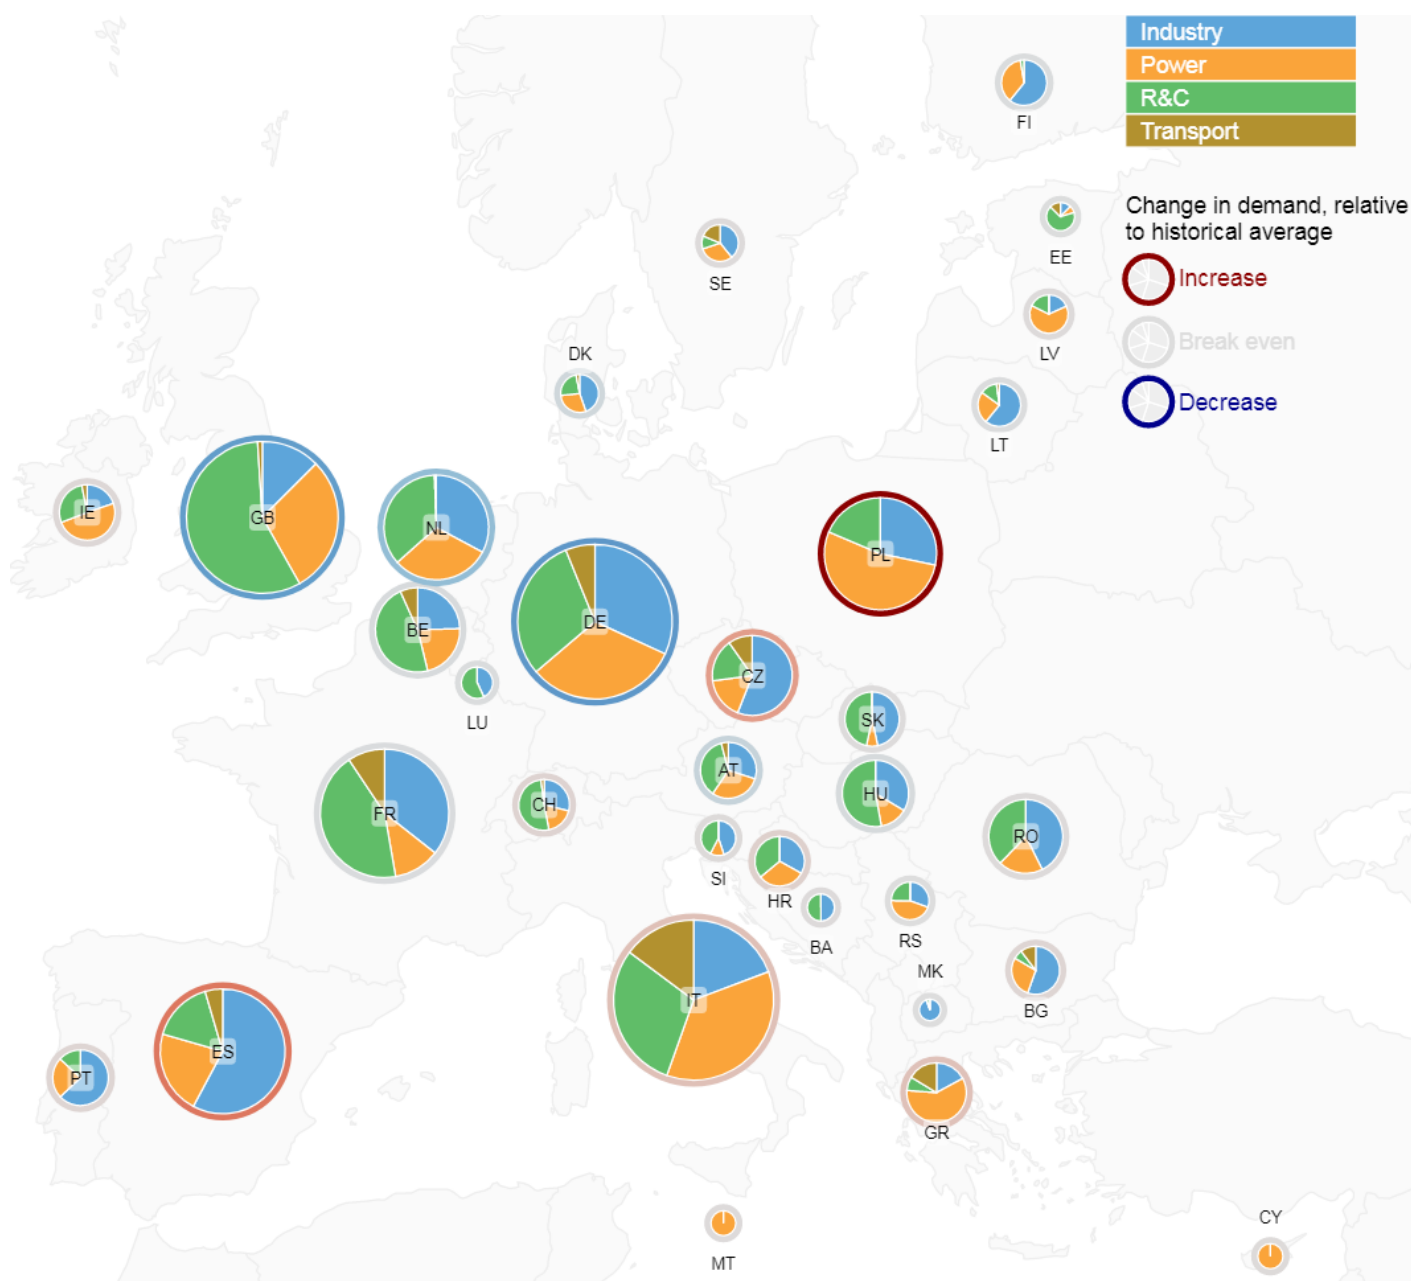 Industry
Power
R&C
Transport
Change in demand, relative
to historical average
Increase
Break even
Decrease
FI
EE
SE
LV
DK
LT
IE
GB
NL
PL
BE
DE
CZ
LU
SK
AT
HU
FR
CH
RO
SI
HR
BA
RS
MK
BG
IT
ES
PT
GR
CY
MT